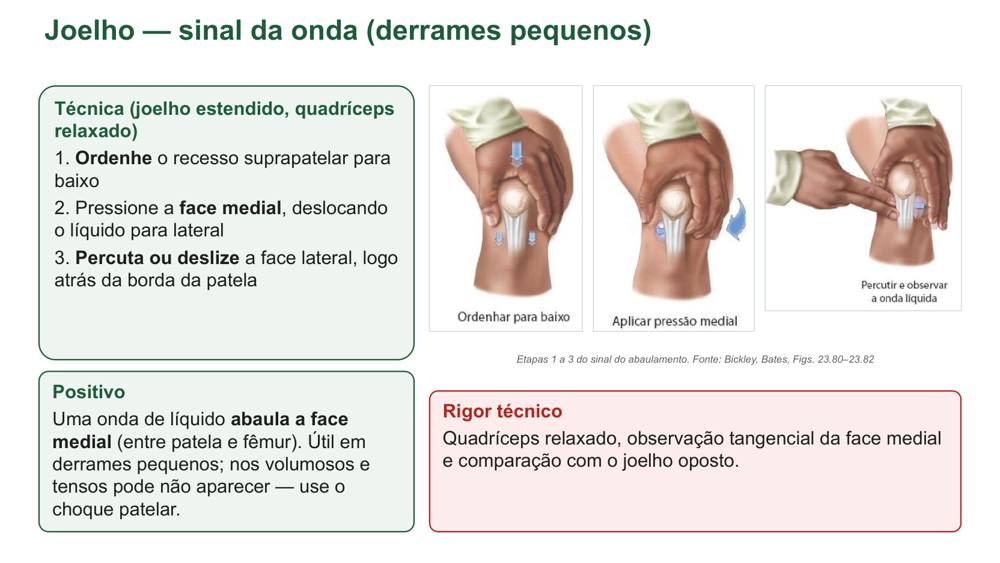 Joelho — sinal da onda (derrames pequenos)
Técnica (joelho estendido, quadríceps
relaxado)
1. Ordenhe o recesso suprapatelar para
baixo
2. Pressione a face medial, deslocando
o líquido para lateral
3. Percuta ou deslize a face lateral, logo
atrás da borda da patela
Ordenhar para baixo
Aplicar pressão medial
Percutir e observar
a onda líquida
Etapas 1 a 3 do sinal do abaulamento. Fonte: Bickley, Bates, Figs. 23.80–23.82
Positivo
Uma onda de líquido abaula a face
medial (entre patela e fêmur). Útil em
derrames pequenos; nos volumosos e
tensos pode não aparecer — use o
choque patelar.
Rigor técnico
Quadríceps relaxado, observação tangencial da face medial
e comparação com o joelho oposto.